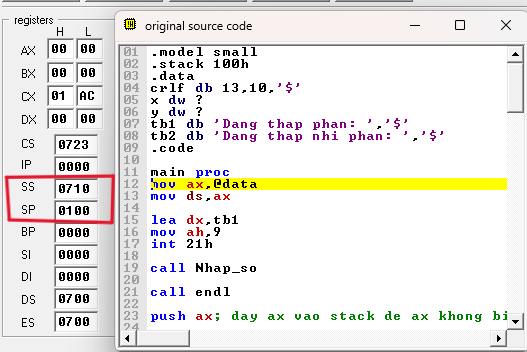 registers
H L
AX 00 00
BX 00 00
CX 01 AC
DX 00 00
CS 0723
IP 0000
SS 0710
SP 0100
BP 0000
SI 0000
DI 0000
DS 0700
ES 0700
original source code
01 .model small
02 .stack 100h
03 .data
04 crlf db 13,10,'$'
05 x dw ?
06 y dw ?
07 tb1 db 'Dang thap phan: ','$'
08 tb2 db 'Dang thap nhi phan: ','$'
09 .code
10
11 main proc
12 mov ax,@data
13 mov ds,ax
14
15 lea dx,tb1
16 mov ah,9
17 int 21h
18
19 call Nhap_so
20
21 call endl
22
23 push ax; day ax vao stack de ax khong bi
24